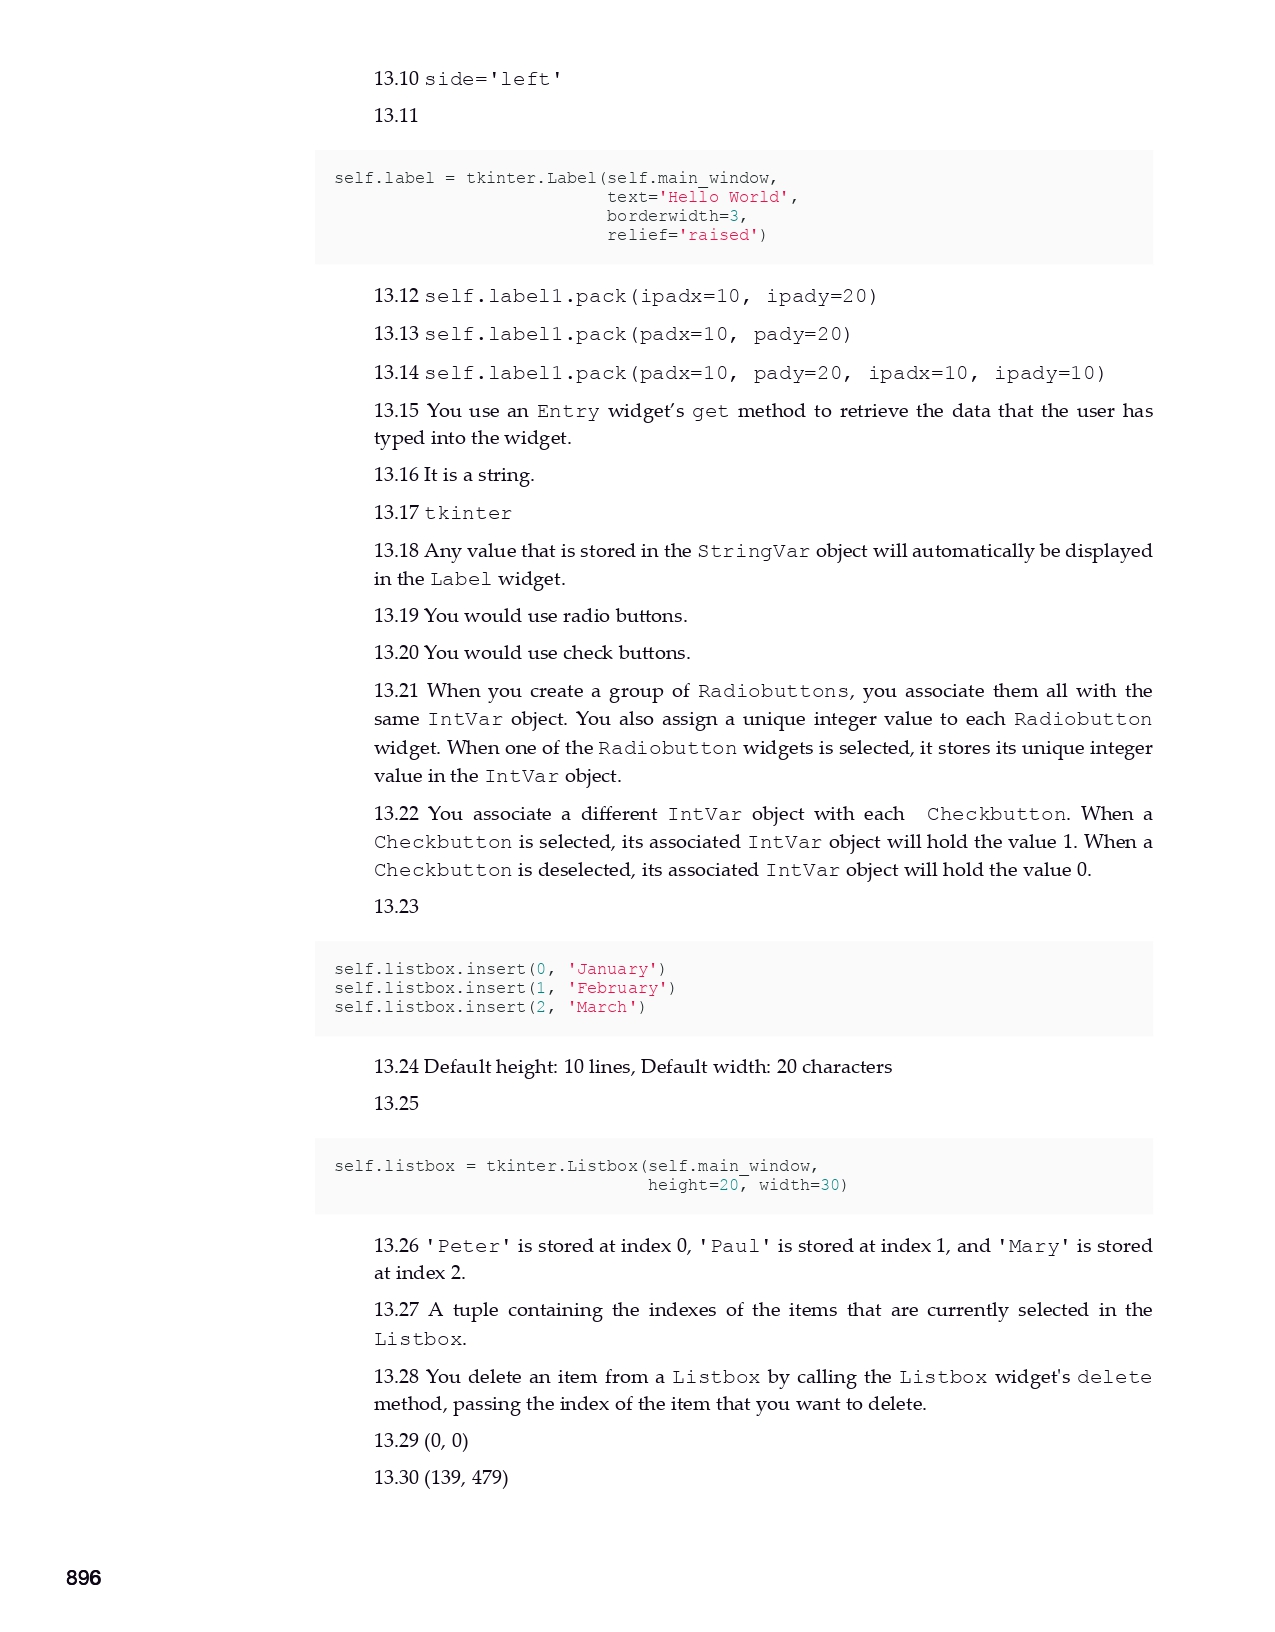 13.10 side='left'
13.11
self.label = tkinter.Label(self.main_window,
                           text='Hello World',
                           borderwidth=3,
                           relief='raised')
13.12 self.label1.pack(ipadx=10, ipady=20)
13.13 self.label1.pack(padx=10, pady=20)
13.14 self.label1.pack(padx=10, pady=20, ipadx=10, ipady=10)
13.15 You use an Entry widget’s get method to retrieve the data that the user has
typed into the widget.
13.16 It is a string.
13.17 tkinter
13.18 Any value that is stored in the StringVar object will automatically be displayed
in the Label widget.
13.19 You would use radio buttons.
13.20 You would use check buttons.
13.21 When you create a group of Radiobuttons, you associate them all with the
same IntVar object. You also assign a unique integer value to each Radiobutton
widget. When one of the Radiobutton widgets is selected, it stores its unique integer
value in the IntVar object.
13.22 You associate a different IntVar object with each Checkbutton. When a
Checkbutton is selected, its associated IntVar object will hold the value 1. When a
Checkbutton is deselected, its associated IntVar object will hold the value 0.
13.23
self.listbox.insert(0, 'January')
self.listbox.insert(1, 'February')
self.listbox.insert(2, 'March')
13.24 Default height: 10 lines, Default width: 20 characters
13.25
self.listbox = tkinter.Listbox(self.main_window,
                               height=20, width=30)
13.26 'Peter' is stored at index 0, 'Paul' is stored at index 1, and 'Mary' is stored
at index 2.
13.27 A tuple containing the indexes of the items that are currently selected in the
Listbox.
13.28 You delete an item from a Listbox by calling the Listbox widget's delete
method, passing the index of the item that you want to delete.
13.29 (0, 0)
13.30 (139, 479)
896